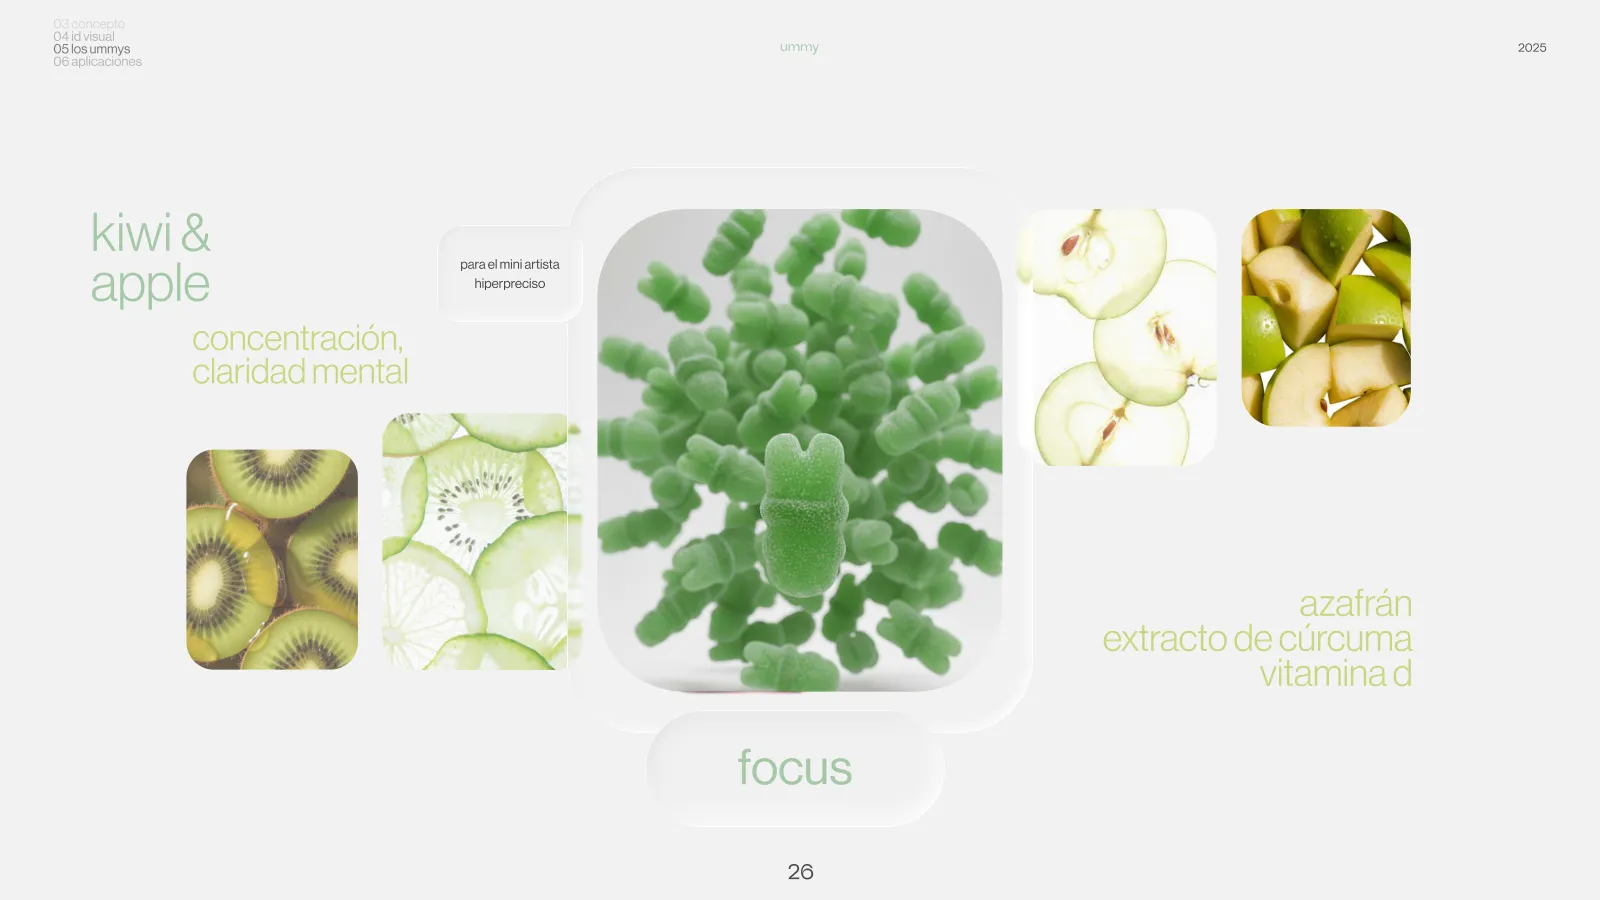 03 concepto
04 id visual
05 los ummys
06 aplicaciones
ummy
2025
kiwi &
apple
concentración,
claridad mental
para el mini artista
hiperpreciso
azafrán
extracto de cúrcuma
vitamina d
focus
26